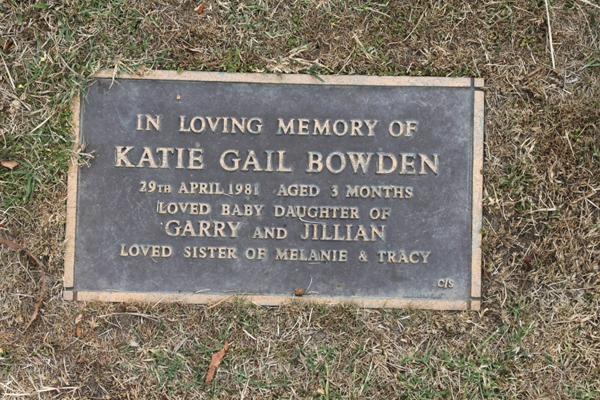 IN LOVING MEMORY OF
KATIE GAIL BOWDEN
29TH APRIL 1981 AGED 3 MONTHS
LOVED BABY DAUGHTER OF
GARRY AND JILLIAN
LOVED SISTER OF MELANIE & TRACY
C/S